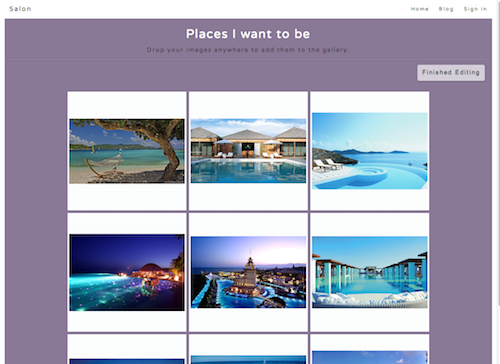 Salon
Home Blog Sign in
Places I want to be
Drop your images anywhere to add them to the gallery.
Finished Editing